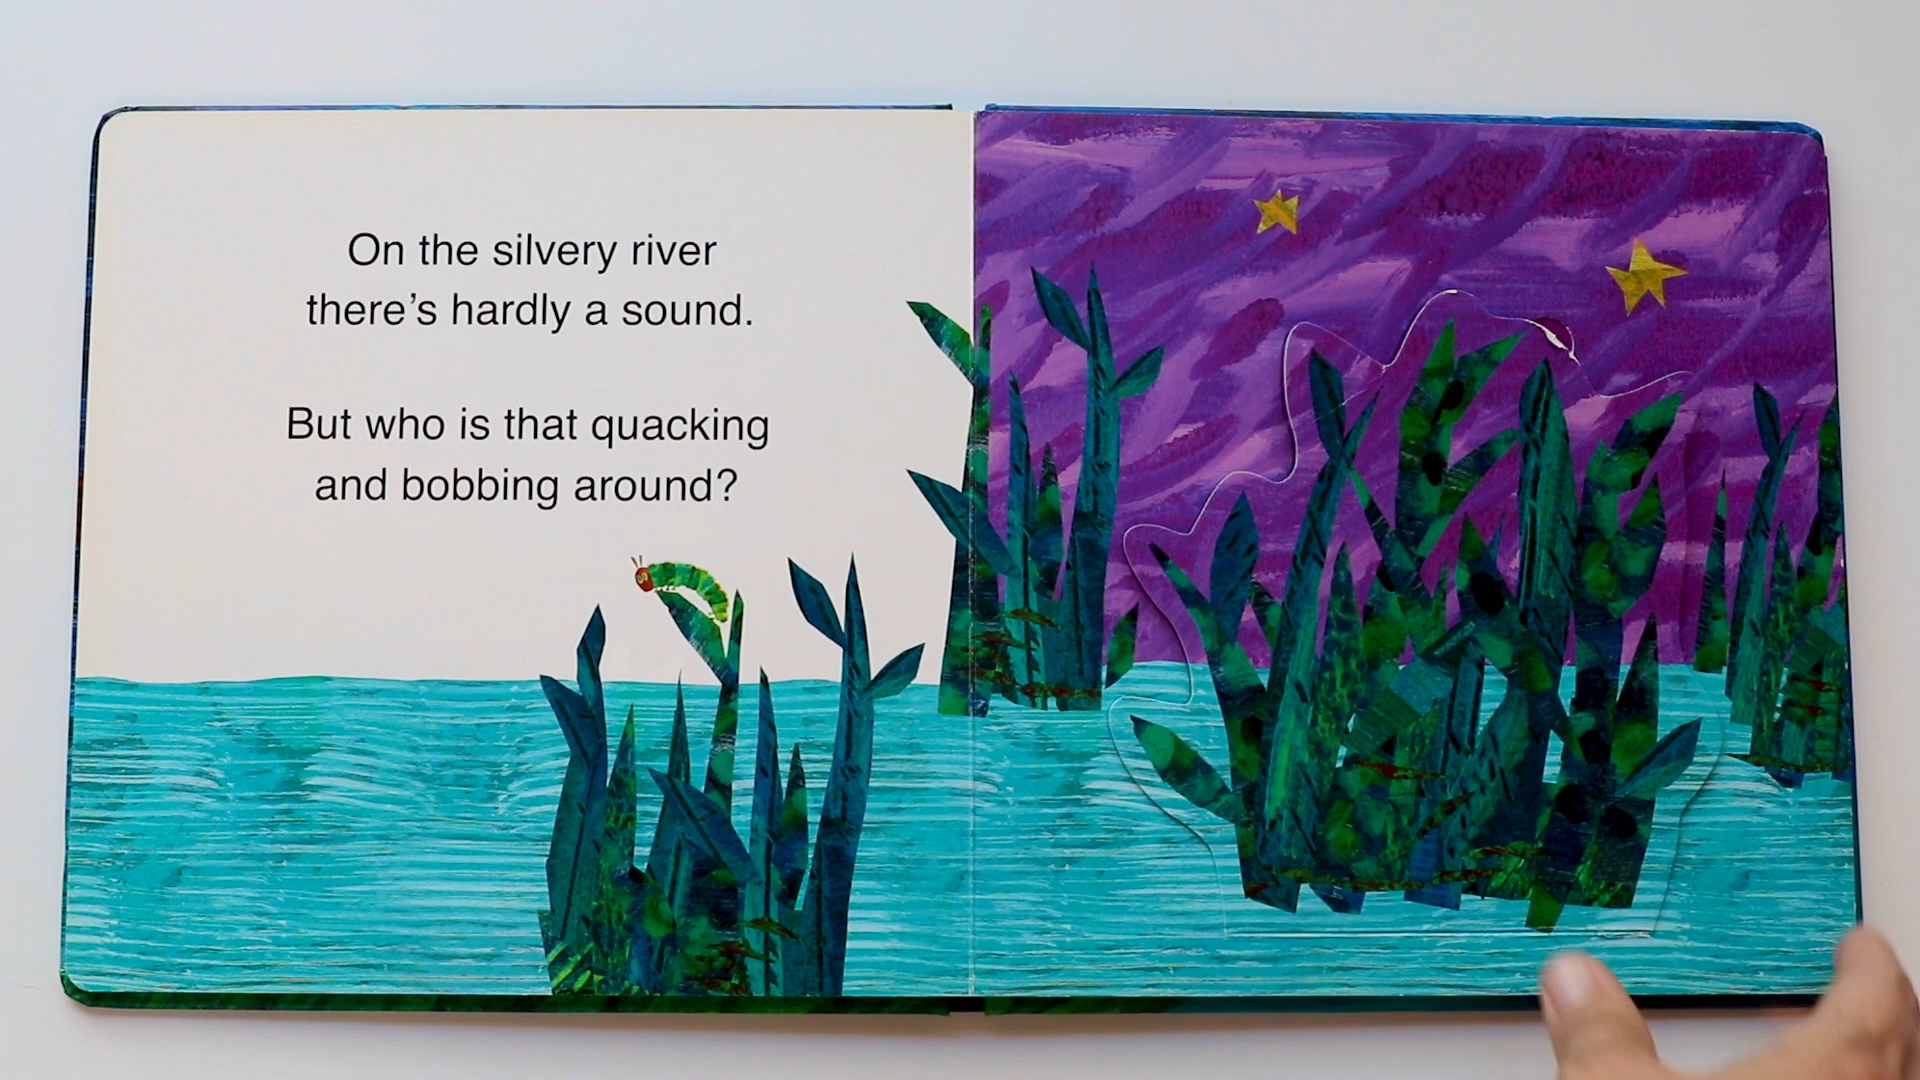 On the silvery river
there’s hardly a sound.
But who is that quacking
and bobbing around?